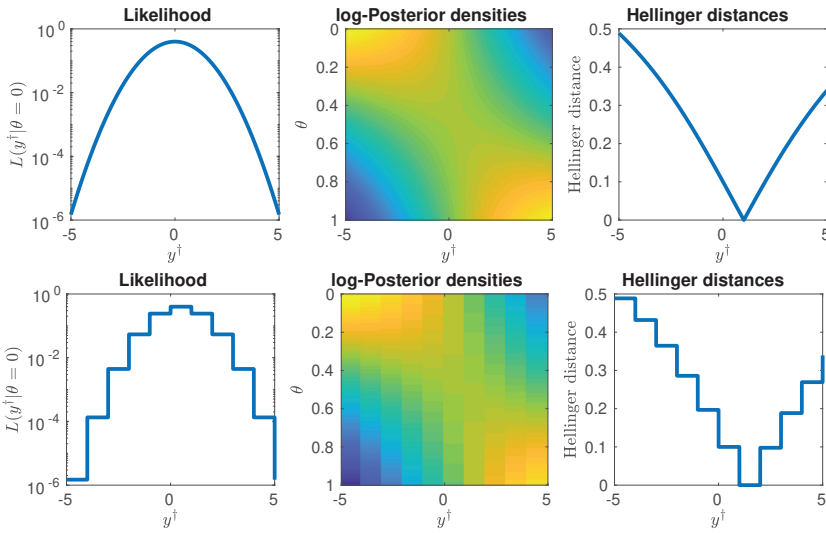 Likelihood
10^0
10^-2
10^-4
10^-6
L(y†|θ = 0)
-5 0 5
y†
log-Posterior densities
0
0.2
0.4
0.6
0.8
1
θ
-5 0 5
y†
Hellinger distances
0.5
0.4
0.3
0.2
0.1
0
Hellinger distance
-5 0 5
y†
Likelihood
10^0
10^-2
10^-4
10^-6
L(y†|θ = 0)
-5 0 5
y†
log-Posterior densities
0
0.2
0.4
0.6
0.8
1
θ
-5 0 5
y†
Hellinger distances
0.5
0.4
0.3
0.2
0.1
0
Hellinger distance
-5 0 5
y†